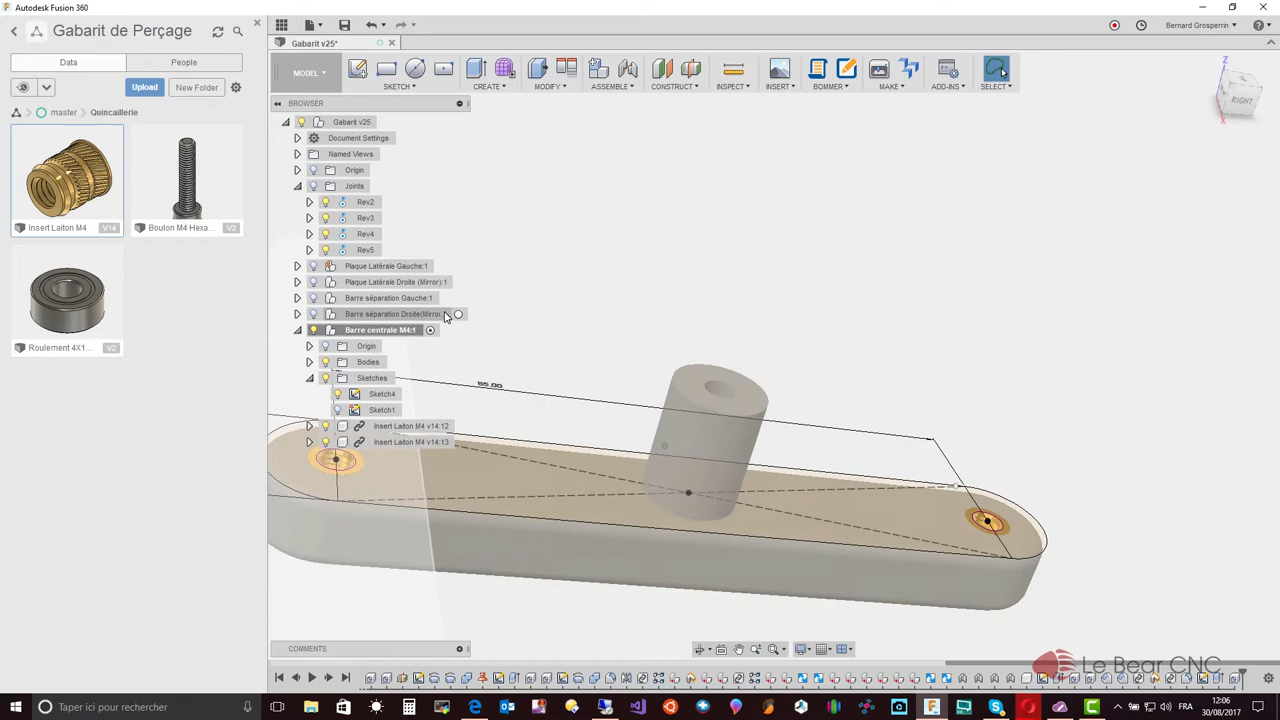 Autodesk Fusion 360
Gabarit de Perçage
Gabarit v25*
Bernard Grosperrin
Data
People
MODEL
SKETCH
CREATE
MODIFY
ASSEMBLE
CONSTRUCT
INSPECT
INSERT
BOMMER
MAKE
ADD-INS
SELECT
Upload
New Folder
master
Quincaillerie
BROWSER
Z
RIGHT
X
Gabarit v25
Document Settings
Named Views
Origin
Joints
Rev2
Rev3
Rev4
Rev5
Insert Laiton M4
V14
Boulon M4 Hexa...
V2
Plaque Latérale Gauche:1
Plaque Latérale Droite (Mirror):1
Barre séparation Gauche:1
Barre séparation Droite(Mirror
Barre centrale M4:1
Origin
Roulement 4X1...
V2
Bodies
Sketches
85.00
Sketch4
Sketch1
Insert Laiton M4 v14:12
Insert Laiton M4 v14:13
COMMENTS
Le Bear CNC
Taper ici pour rechercher
FRA
12:06
30/08/2017